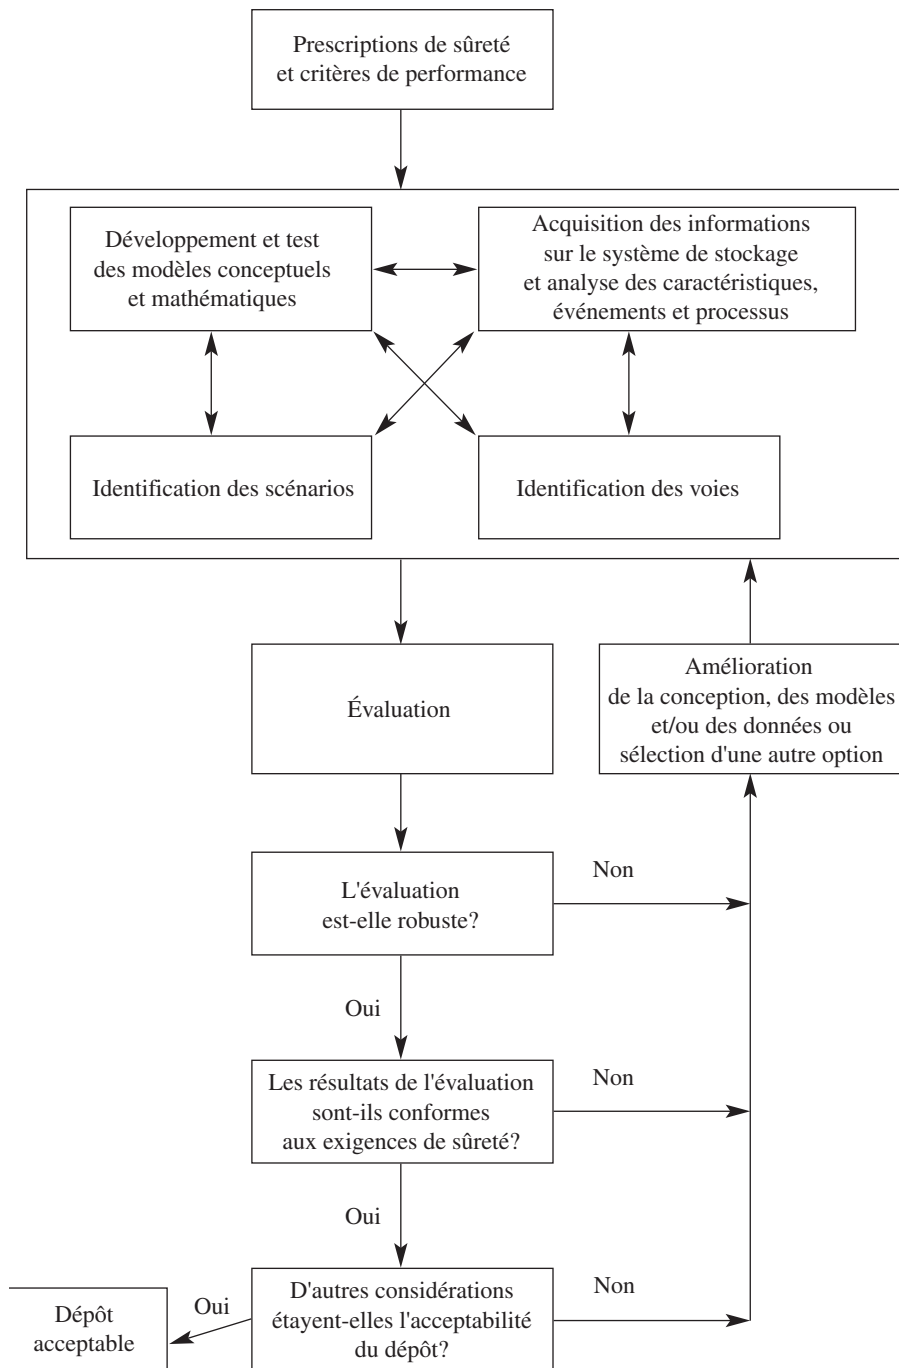 Prescriptions de sûreté
et critères de performance
Développement et test
des modèles conceptuels
et mathématiques
Acquisition des informations
sur le système de stockage
et analyse des caractéristiques,
événements et processus
Identification des scénarios
Identification des voies
Évaluation
Amélioration
de la conception, des modèles
et/ou des données ou
sélection d'une autre option
L'évaluation
est-elle robuste?
Non
Oui
Les résultats de l'évaluation
sont-ils conformes
aux exigences de sûreté?
Non
Oui
D'autres considérations
étayent-elles l'acceptabilité
du dépôt?
Non
Oui
Dépôt
acceptable